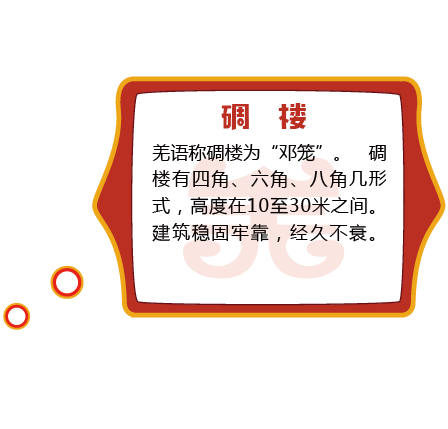 碉 楼
羌语称碉楼为“邓笼”。 碉
楼有四角、六角、八角几形
式，高度在10至30米之间。
建筑稳固牢靠，经久不衰。